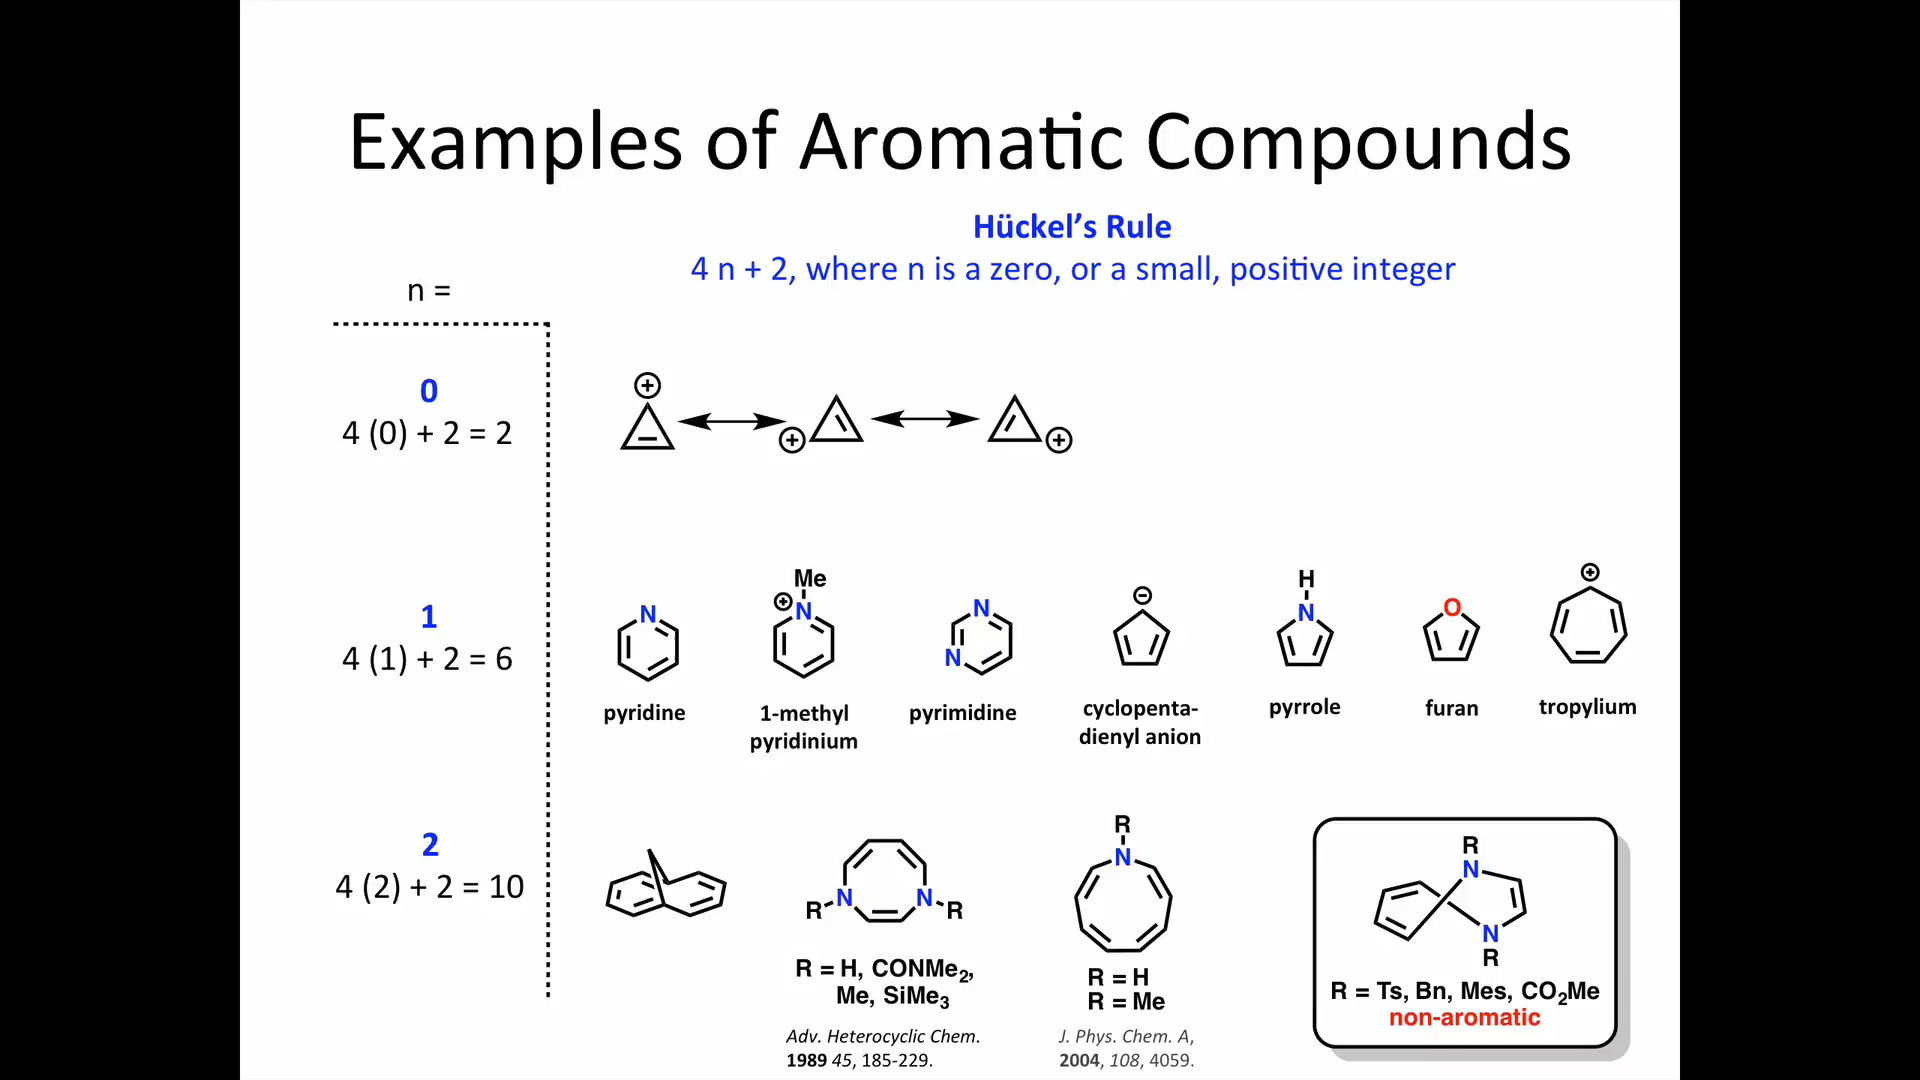 Examples of Aromatic Compounds
Hückel’s Rule
4 n + 2, where n is a zero, or a small, positive integer
n =
0
4 (0) + 2 = 2
⊕
⊕
⊕
1
4 (1) + 2 = 6
N
pyridine
Me
⊕ N
1-methyl
pyridinium
N
N
pyrimidine
⊖
cyclopenta-
dienyl anion
H
N
pyrrole
O
furan
⊕
tropylium
2
4 (2) + 2 = 10
R N N R
R = H, CONMe₂,
Me, SiMe₃
Adv. Heterocyclic Chem.
1989 45, 185-229.
R
N
R = H
R = Me
J. Phys. Chem. A,
2004, 108, 4059.
R
N
N
R
R = Ts, Bn, Mes, CO₂Me
non-aromatic